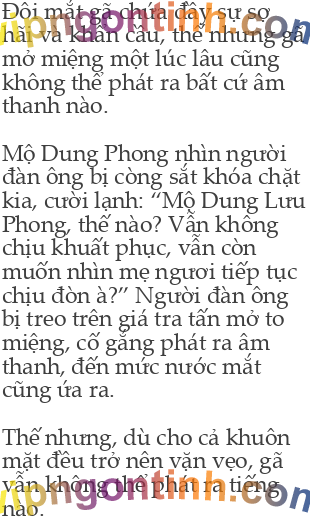 Đôi mắt gã chứa đầy sự sợ
hãi và khẩn cầu, thế nhưng gã
mở miệng một lúc lâu cũng
không thể phát ra bất cứ âm
thanh nào.
Mộ Dung Phong nhìn người
đàn ông bị còng sắt khóa chặt
kia, cười lạnh: “Mộ Dung Lưu
Phong, thế nào? Vẫn không
chịu khuất phục, vẫn còn
muốn nhìn mẹ ngươi tiếp tục
chịu đòn à?” Người đàn ông
bị treo trên giá tra tấn mở to
miệng, cố gắng phát ra âm
thanh, đến mức nước mắt
cũng ứa ra.
Thế nhưng, dù cho cả khuôn
mặt đều trở nên vặn vẹo, gã
vẫn không thể phát ra tiếng
nào.
vipngontinh.com
vipngontinh.com